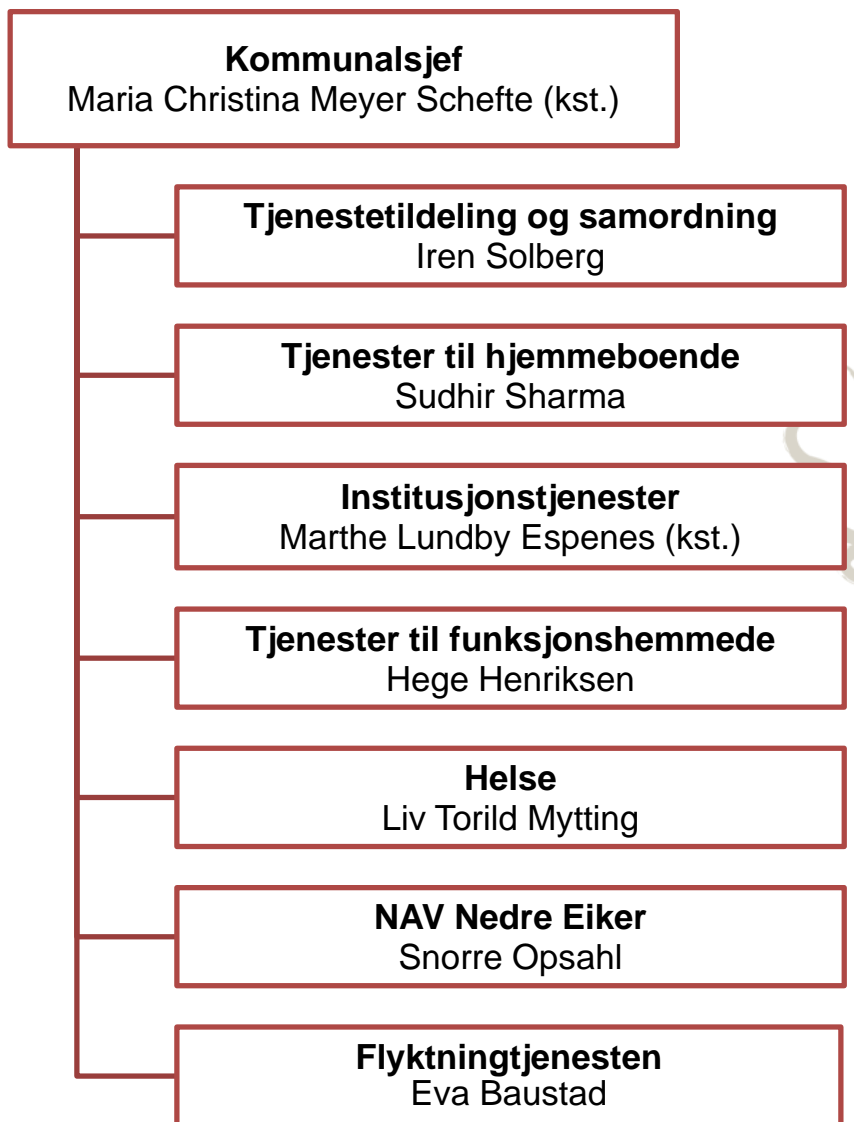 Kommunalsjef
Maria Christina Meyer Schefte (kst.)
Tjenestetildeling og samordning
Iren Solberg
Tjenester til hjemmeboende
Sudhir Sharma
Institusjonstjenester
Marthe Lundby Espenes (kst.)
Tjenester til funksjonshemmede
Hege Henriksen
Helse
Liv Torild Mytting
NAV Nedre Eiker
Snorre Opsahl
Flyktningtjenesten
Eva Baustad